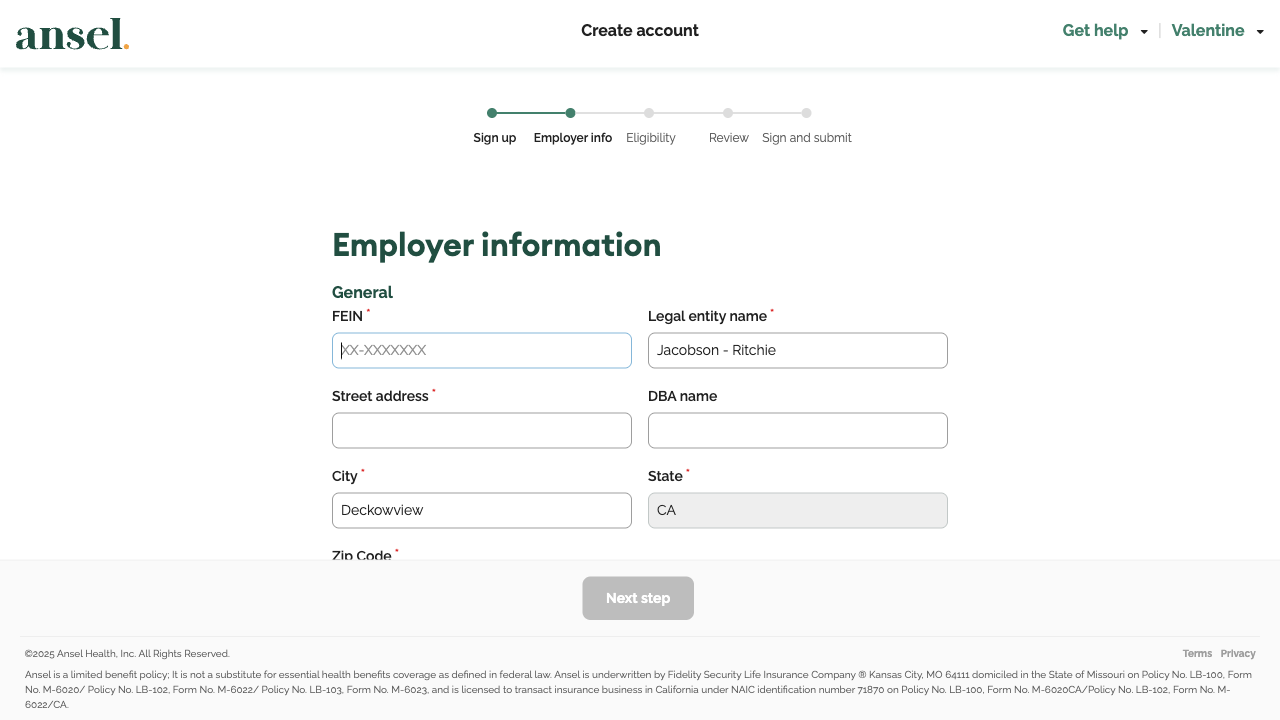 ansel.
Create account
Get help
Valentine
Sign up
Employer info
Eligibility
Review
Sign and submit
Employer information
General
FEIN *
Legal entity name *
XX-XXXXXXX
Jacobson - Ritchie
Street address *
DBA name
City *
State *
Deckowview
CA
Zip Code *
Next step
©2025 Ansel Health, Inc. All Rights Reserved.
Terms Privacy
Ansel is a limited benefit policy; It is not a substitute for essential health benefits coverage as defined in federal law. Ansel is underwritten by Fidelity Security Life Insurance Company ® Kansas City, MO 64111 domiciled in the State of Missouri on Policy No. LB-100, Form
No. M-6020/ Policy No. LB-102, Form No. M-6022/ Policy No. LB-103, Form No. M-6023, and is licensed to transact insurance business in California under NAIC identification number 71870 on Policy No. LB-100, Form No. M-6020CA/Policy No. LB-102, Form No. M-
6022/CA.